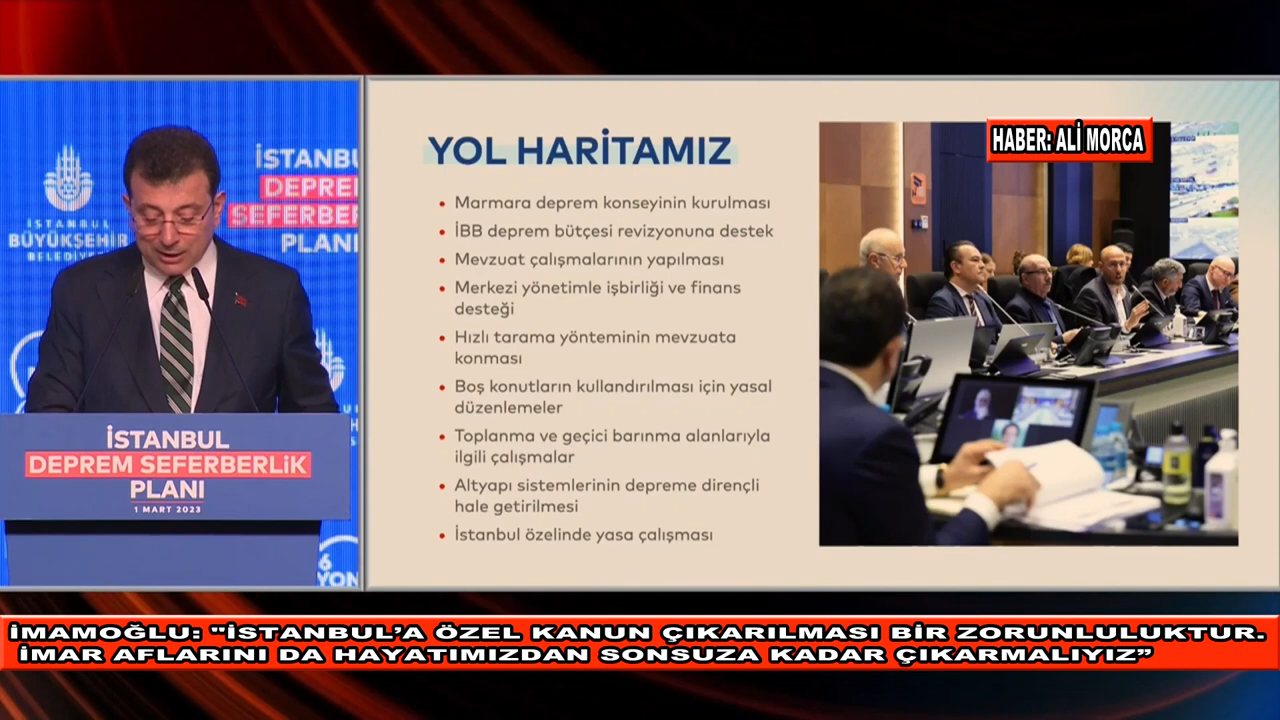 İSTANBUL
BÜYÜKŞEHİR
BELEDİYE
İSTANBU
DEPREM
SEFERBERL
PLANI
İSTANBUL
DEPREM SEFERBERLİK
PLANI
1 MART 2023
YOL HARİTAMIZ
• Marmara deprem konseyinin kurulması
• İBB deprem bütçesi revizyonuna destek
• Mevzuat çalışmalarının yapılması
• Merkezi yönetimle işbirliği ve finans
desteği
• Hızlı tarama yönteminin mevzuata
konması
• Boş konutların kullandırılması için yasal
düzenlemeler
• Toplanma ve geçici barınma alanlarıyla
ilgili çalışmalar
• Altyapı sistemlerinin depreme dirençli
hale getirilmesi
• İstanbul özelinde yasa çalışması
HABER: ALİ MORCA
İMAMOĞLU: "İSTANBUL’A ÖZEL KANUN ÇIKARILMASI BİR ZORUNLULUKTUR.
İMAR AFLARINI DA HAYATIMIZDAN SONSUZA KADAR ÇIKARMALIYIZ”